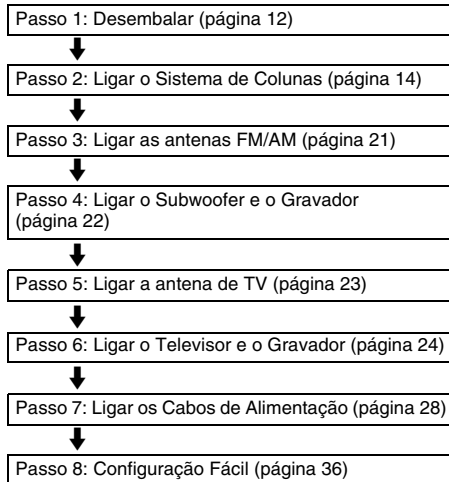 Passo 1: Desembalar (página 12)
Passo 2: Ligar o Sistema de Colunas (página 14)
Passo 3: Ligar as antenas FM/AM (página 21)
Passo 4: Ligar o Subwoofer e o Gravador
(página 22)
Passo 5: Ligar a antena de TV (página 23)
Passo 6: Ligar o Televisor e o Gravador (página 24)
Passo 7: Ligar os Cabos de Alimentação (página 28)
Passo 8: Configuração Fácil (página 36)